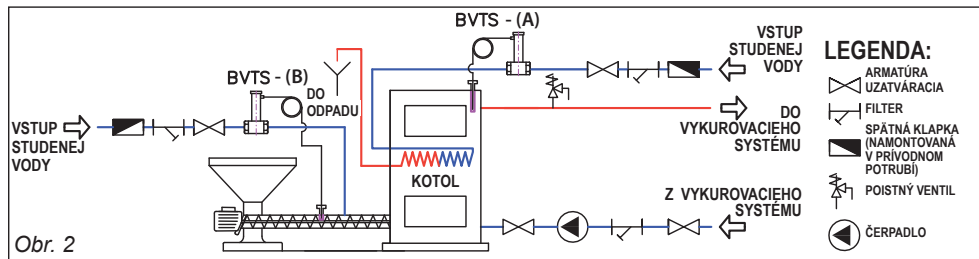 BVTS - (A)
VSTUP
STUDENEJ
VODY
BVTS - (B)
DO
ODPADU
VSTUP
STUDENEJ
VODY
DO
VYKUROVACIEHO
SYSTÉMU
KOTOL
Z VYKUROVACIEHO
SYSTÉMU
Obr. 2
LEGENDA:
ARMATÚRA
UZATVÁRACIA
FILTER
SPÄTNÁ KLAPKA
(NAMONTOVANÁ
V PRÍVODNOM
POTRUBÍ)
POISTNÝ VENTIL
ČERPADLO